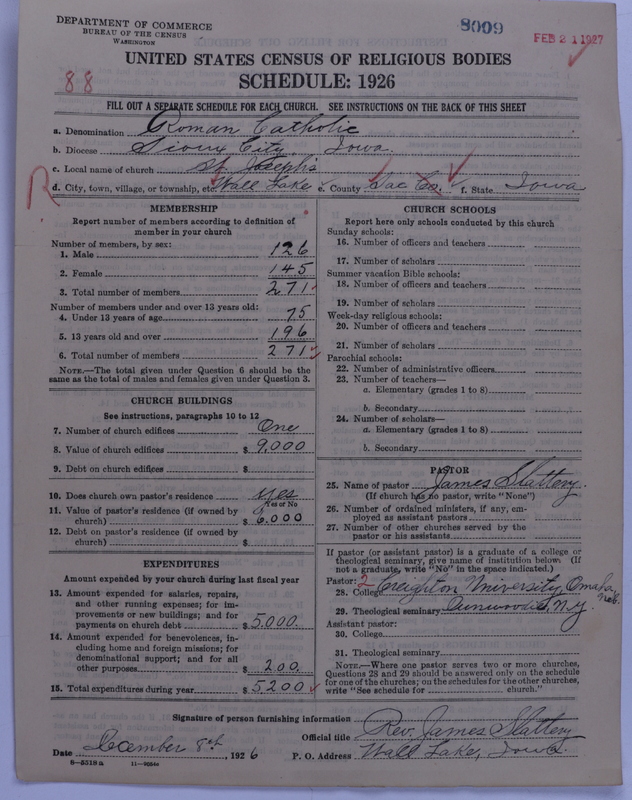 DEPARTMENT OF COMMERCE
BUREAU OF THE CENSUS
WASHINGTON
8009
FEB 21 1927
UNITED STATES CENSUS OF RELIGIOUS BODIES
88
SCHEDULE: 1926
FILL OUT A SEPARATE SCHEDULE FOR EACH CHURCH. SEE INSTRUCTIONS ON THE BACK OF THIS SHEET
a. Denomination Roman Catholic
b. Diocese Sioux City, Iowa.
c. Local name of church St. Joseph's
R
d. City, town, village, or township, etc. Wall Lake e. County Sac Co. f. State Iowa
MEMBERSHIP
Report number of members according to definition of
member in your church
Number of members, by sex:
1. Male 126
2. Female 145
3. Total number of members 271
Number of members under and over 13 years old:
4. Under 13 years of age 75
5. 13 years old and over 196
6. Total number of members 271
NOTE.—The total given under Question 6 should be the
same as the total of males and females given under Question 3.
CHURCH BUILDINGS
See instructions, paragraphs 10 to 12
7. Number of church edifices One
8. Value of church edifices $ 9,000
9. Debt on church edifices $
10. Does church own pastor's residence Yes
Yes or No
11. Value of pastor's residence (if owned by
church) $ 6,000
12. Debt on pastor's residence (if owned by
church) $
EXPENDITURES
Amount expended by your church during last fiscal year
13. Amount expended for salaries, repairs,
and other running expenses; for im-
provements or new buildings; and for
payments on church debt $ 5,000.
14. Amount expended for benevolences, in-
cluding home and foreign missions; for
denominational support; and for all
other purposes $ 200.
15. Total expenditures during year $ 5200
CHURCH SCHOOLS
Report here only schools conducted by this church
Sunday schools:
16. Number of officers and teachers
17. Number of scholars
Summer vacation Bible schools:
18. Number of officers and teachers
19. Number of scholars
Week-day religious schools:
20. Number of officers and teachers
21. Number of scholars
Parochial schools:
22. Number of administrative officers
23. Number of teachers—
a. Elementary (grades 1 to 8)
b. Secondary
24. Number of scholars—
a. Elementary (grades 1 to 8)
b. Secondary
PASTOR
25. Name of pastor James Slattery
(If church has no pastor, write "None")
26. Number of ordained ministers, if any, em-
ployed as assistant pastors
27. Number of other churches served by the
pastor or his assistants
If pastor (or assistant pastor) is a graduate of a college or
theological seminary, give name of institution below. (If
not a graduate, write "No" in the space indicated.)
Pastor: 2
28. College Creighton University, Omaha, Neb.
29. Theological seminary Dunwoodie, N.Y.
Assistant pastor:
30. College
31. Theological seminary
NOTE.—Where one pastor serves two or more churches,
Questions 28 and 29 should be answered only on the schedule
for one of the churches; on the schedules for the other churches,
write "See schedule for church."
Signature of person furnishing information
Official title Rev. James Slattery
Date December 8th, 1926
P. O. Address Wall Lake, Iowa.
8—5518a